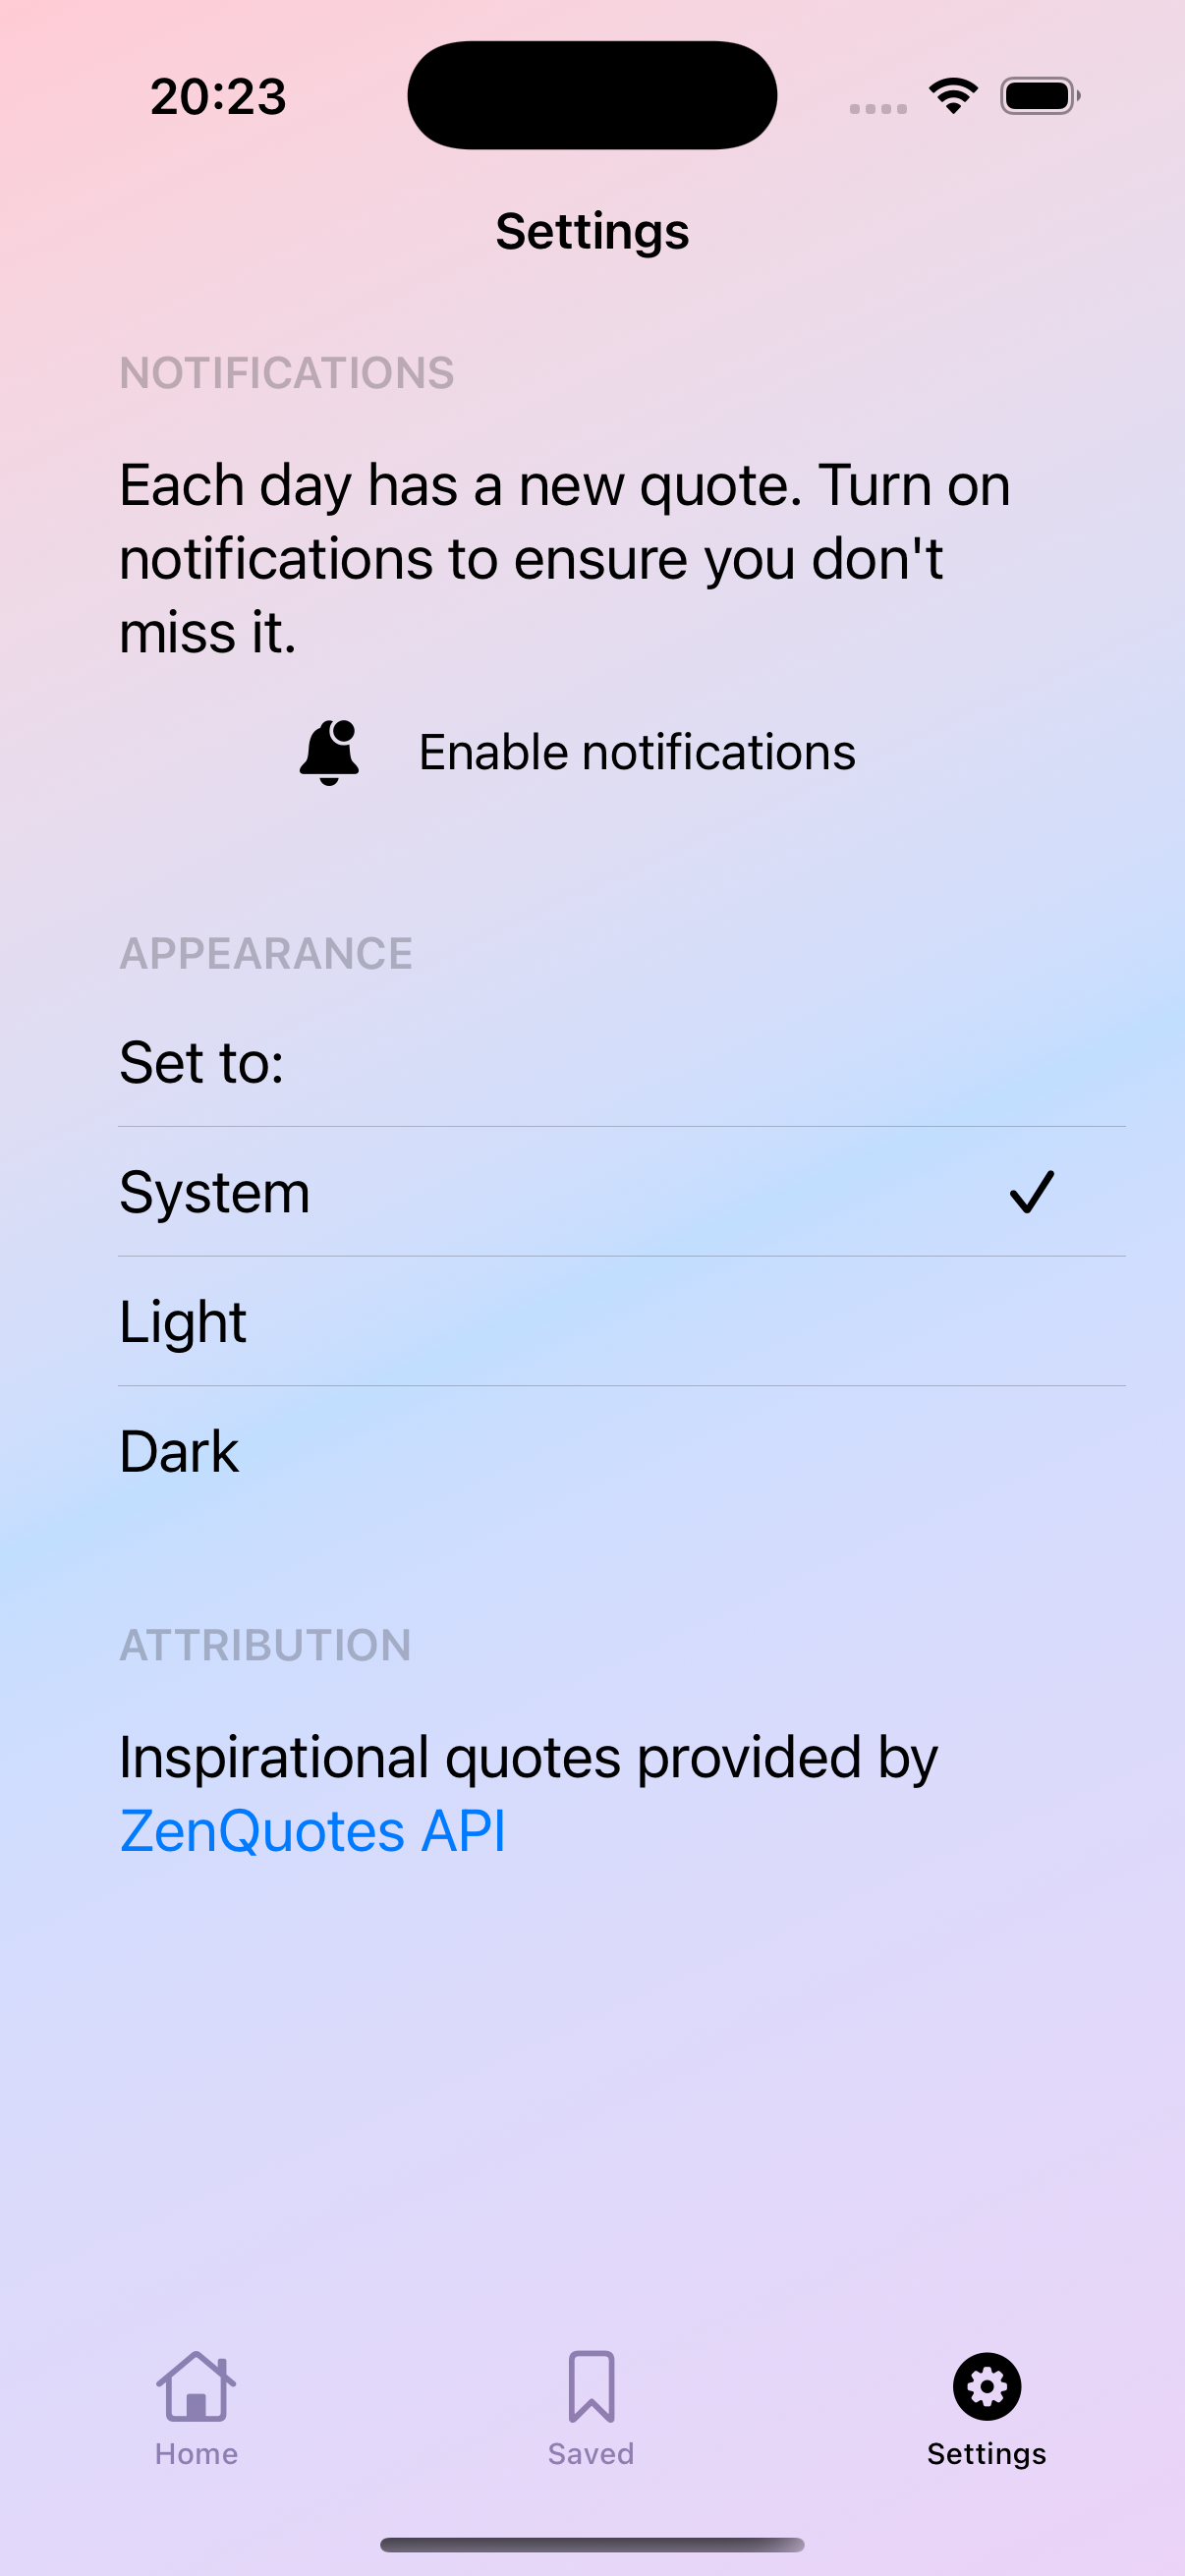 20:23
Settings
NOTIFICATIONS
Each day has a new quote. Turn on
notifications to ensure you don't
miss it.
Enable notifications
APPEARANCE
Set to:
System
Light
Dark
ATTRIBUTION
Inspirational quotes provided by
ZenQuotes API
Home
Saved
Settings